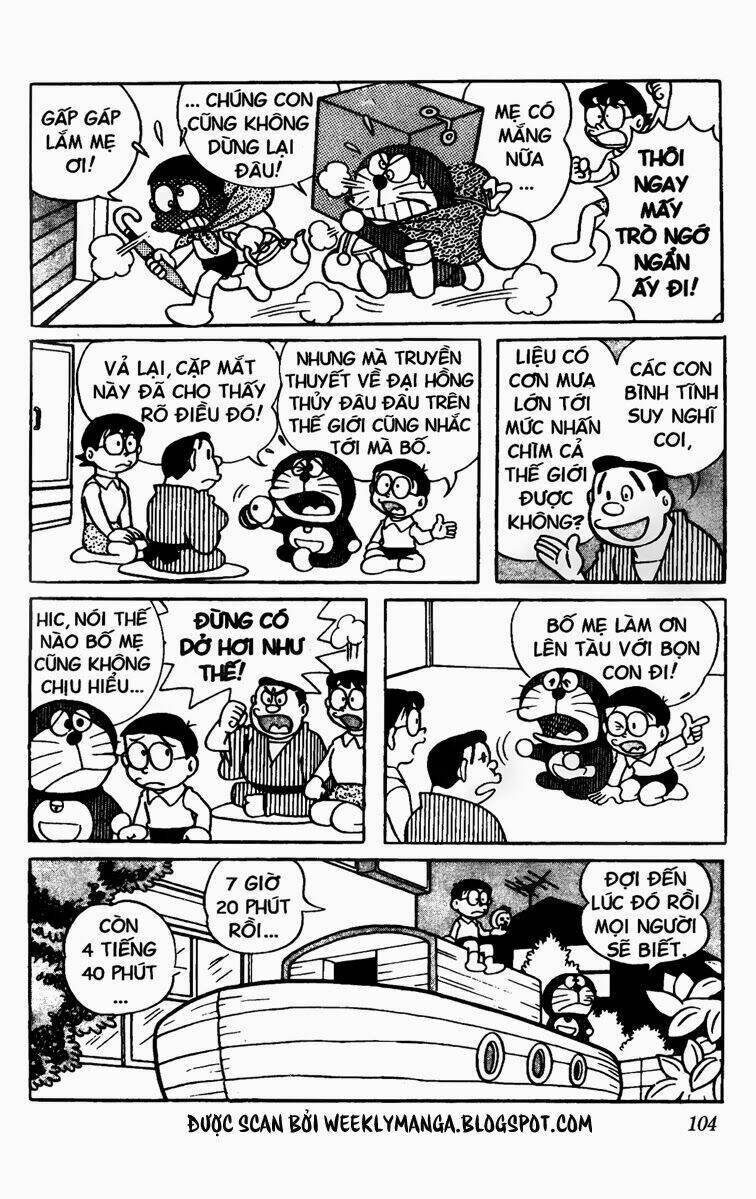 THÔI
NGAY
MẤY
TRÒ NGỚ
NGẨN
ẤY ĐI!
MẸ CÓ
MẮNG NỮA
...
... CHÚNG CON
CŨNG KHÔNG
DỪNG LẠI
ĐÂU!
GẤP GÁP
LẮM MẸ
ƠI!
CÁC CON
BÌNH TĨNH
SUY NGHĨ
COI,
LIỆU CÓ
CƠN MƯA
LỚN TỚI
MỨC NHẤN
CHÌM CẢ
THẾ GIỚI
ĐƯỢC
KHÔNG?
NHƯNG MÀ TRUYỀN
THUYẾT VỀ ĐẠI HỒNG
THỦY ĐÂU ĐÂU TRÊN
THẾ GIỚI CŨNG NHẮC
TỚI MÀ BỐ.
VẢ LẠI, CẶP MẮT
NÀY ĐÃ CHO THẤY
RÕ ĐIỀU ĐÓ!
BỐ MẸ LÀM ƠN
LÊN TÀU VỚI BỌN
CON ĐI!
ĐỪNG CÓ
DỞ HƠI NHƯ
THẾ!
HIC, NÓI THẾ
NÀO BỐ MẸ
CŨNG KHÔNG
CHỊU HIỂU...
ĐỢI ĐẾN
LÚC ĐÓ RỒI
MỌI NGƯỜI
SẼ BIẾT.
7 GIỜ
20 PHÚT
RỒI...
CÒN
4 TIẾNG
40 PHÚT
...
ĐƯỢC SCAN BỞI WEEKLYMANGA.BLOGSPOT.COM
104